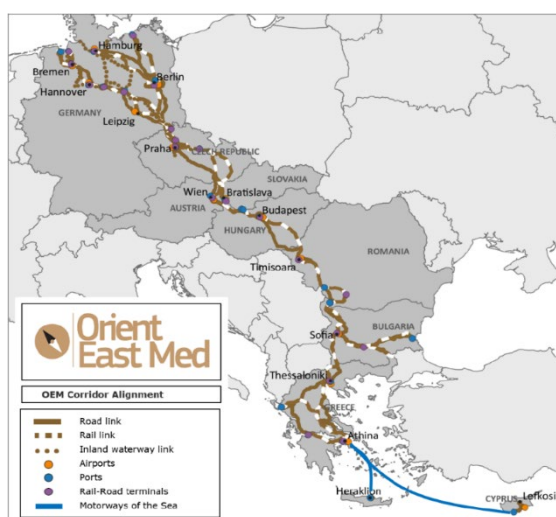 Hamburg
Bremen
Berlin
Hannover
GERMANY
Leipzig
Praha
CZECH REPUBLIC
SLOVAKIA
Wien
Bratislava
AUSTRIA
Budapest
HUNGARY
ROMANIA
Timisoara
BULGARIA
Sofia
Thessaloniki
GREECE
Athina
Heraklion
CYPRUS
Lefkosia
Orient
East Med
OEM Corridor Alignment
Road link
Rail link
Inland waterway link
Airports
Ports
Rail-Road terminals
Motorways of the Sea